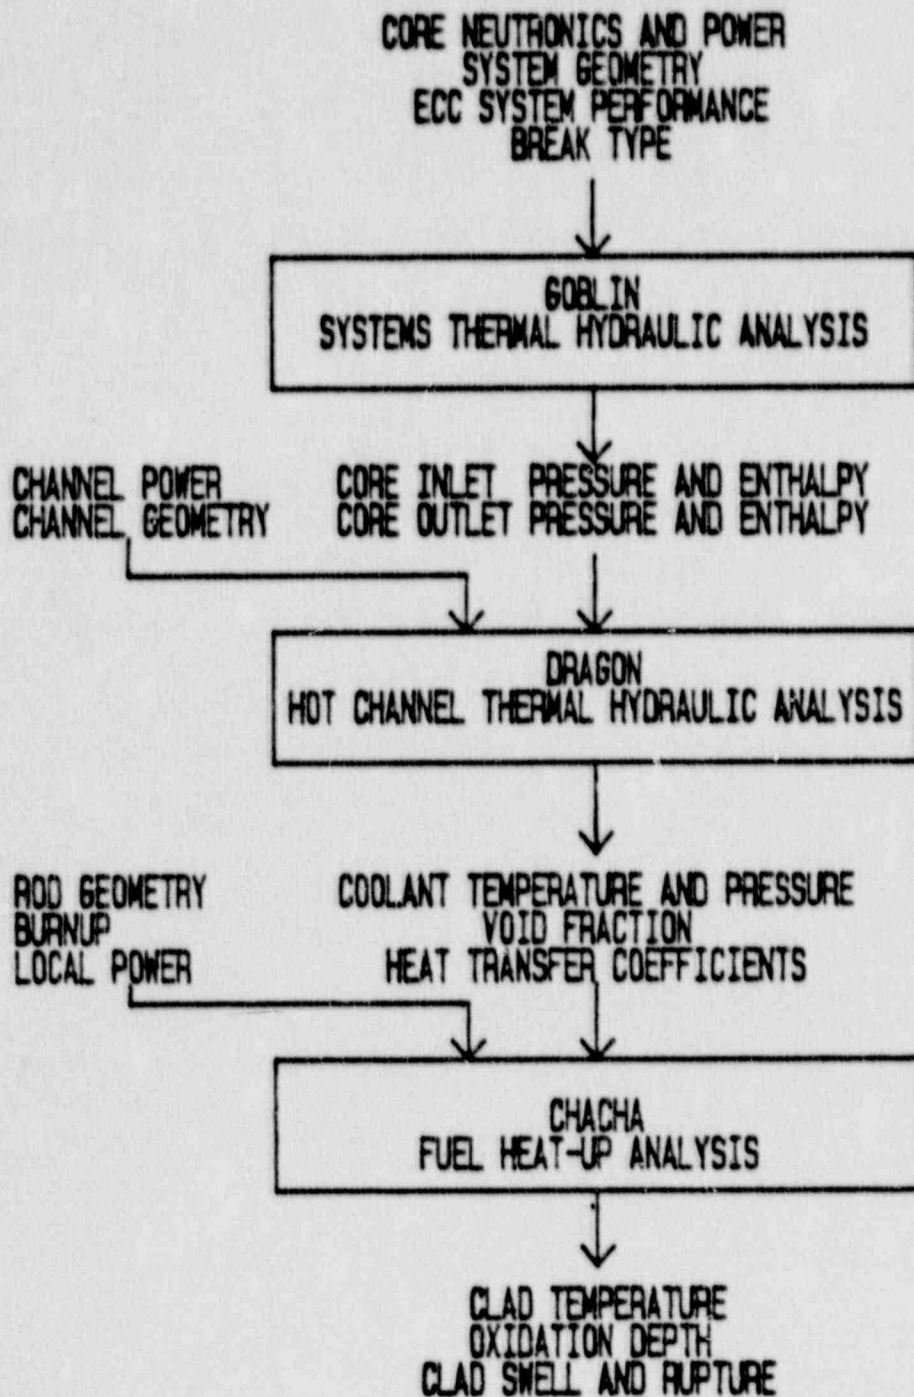 CORE NEUTRONICS AND POWER
SYSTEM GEOMETRY
ECC SYSTEM PERFORMANCE
BREAK TYPE
GOBLIN
SYSTEMS THERMAL HYDRAULIC ANALYSIS
CHANNEL POWER
CHANNEL GEOMETRY
CORE INLET PRESSURE AND ENTHALPY
CORE OUTLET PRESSURE AND ENTHALPY
DRAGON
HOT CHANNEL THERMAL HYDRAULIC ANALYSIS
ROD GEOMETRY
BURNUP
LOCAL POWER
COOLANT TEMPERATURE AND PRESSURE
VOID FRACTION
HEAT TRANSFER COEFFICIENTS
CHACHA
FUEL HEAT-UP ANALYSIS
CLAD TEMPERATURE
OXIDATION DEPTH
CLAD SWELL AND RUPTURE